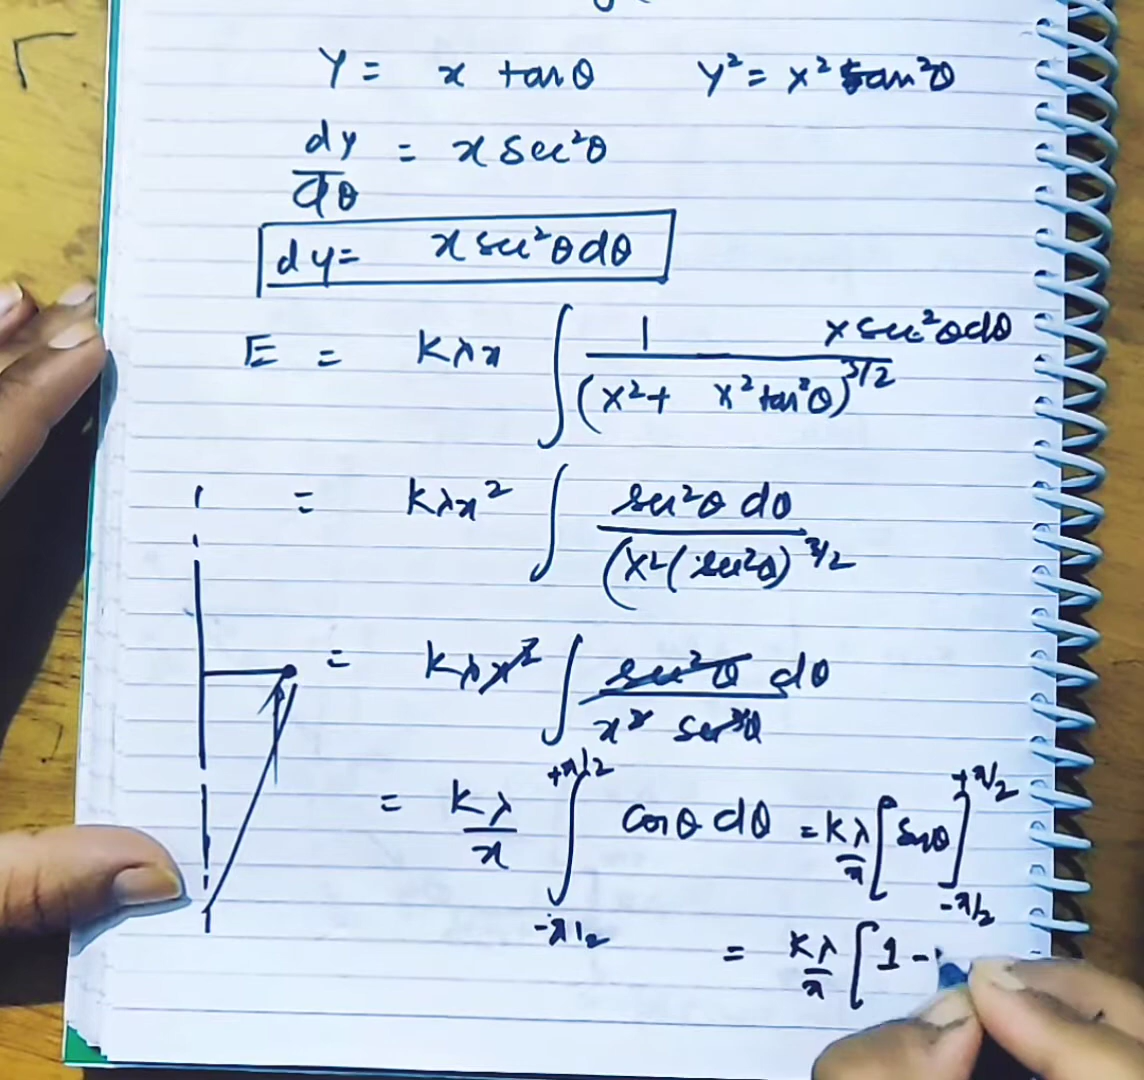 Y = x tanθ Y² = x² tan²θ
dy/dθ = x sec²θ
dy = x sec²θ dθ
E = Kλx ∫ 1 x sec²θ dθ / (x² + x² tan²θ)^3/2
= Kλx² ∫ sec²θ dθ / (x² (sec²θ)^3/2
= Kλx² ∫ sec²θ dθ / x³ sec³θ
= Kλ/x ∫_{-π/2}^{+π/2} cosθ dθ = Kλ/x [sinθ]_{-π/2}^{+π/2}
= Kλ/x [1 -